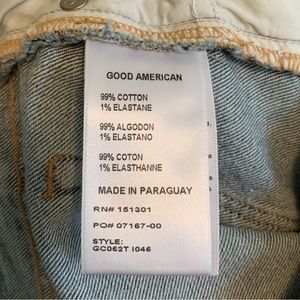 GOOD AMERICAN
99% COTTON
1% ELASTANE
99% ALGODON
1% ELASTANO
99% COTON
1% ELASTHANNE
MADE IN PARAGUAY
RN# 151301
PO# 07167-00
STYLE:
GC062T I046